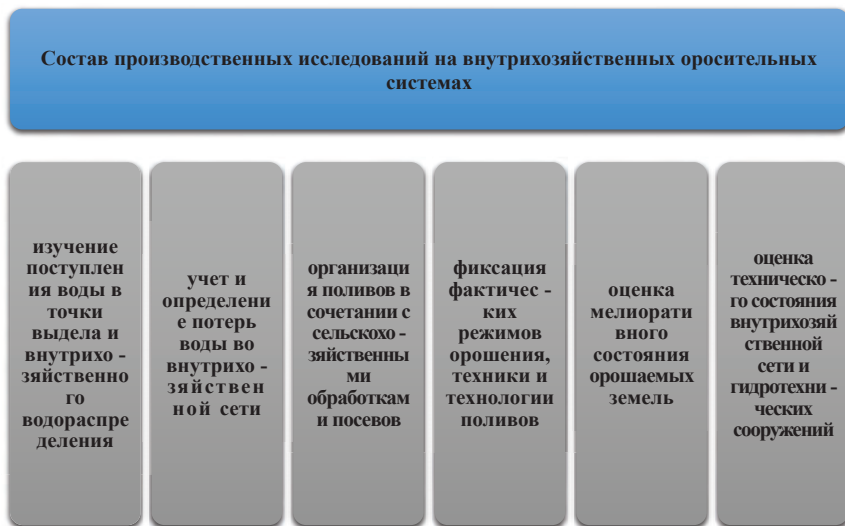 Состав производственных исследований на внутрихозяйственных оросительных
системах
изучение
поступлен
ия воды в
точки
выдела и
внутрихо -
зяйственно
го
водораспре
деления
учет и
определени
е потерь
воды во
внутрихо -
зяйствен
ной сети
организаци
я поливов в
сочетании с
сельскохо -
зяйственны
ми
обработкам
и посевов
фиксация
фактичес -
ких
режимов
орошения,
техники и
технологии
поливов
оценка
мелиорати
вного
состояния
орошаемых
земель
оценка
техническо -
го состояния
внутрихозяй
ственной
сети и
гидротехни -
ческих
сооружений